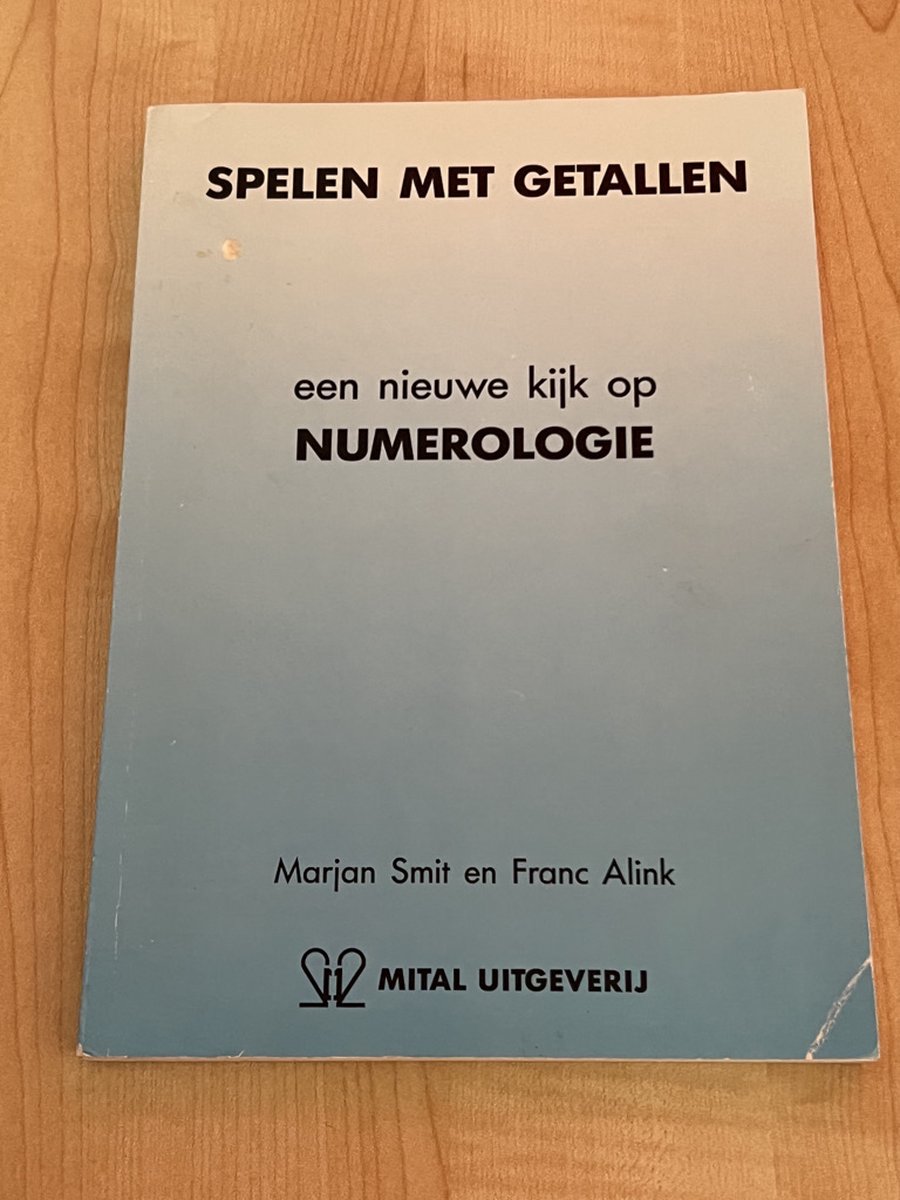 SPELEN MET GETALLEN
een nieuwe kijk op
NUMEROLOGIE
Marjan Smit en Franc Alink
MITAL UITGEVERIJ